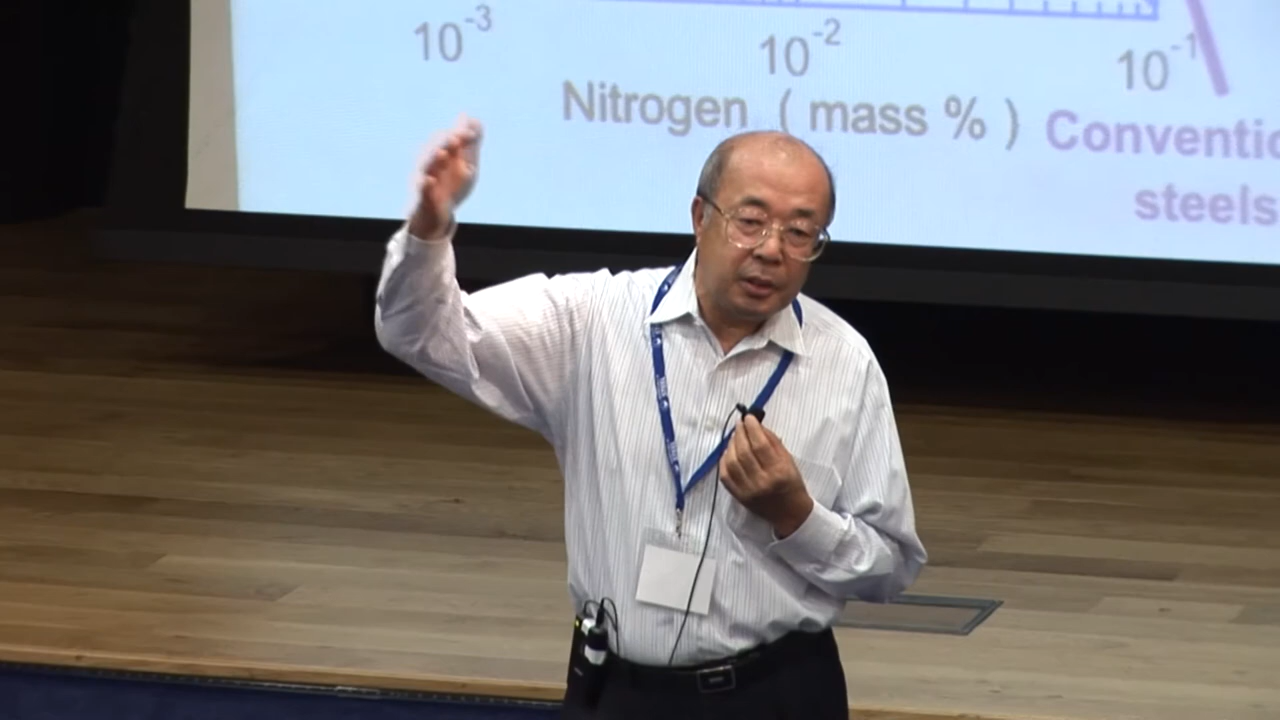 10⁻³ 10⁻² 10⁻¹
Nitrogen ( mass % )
steels